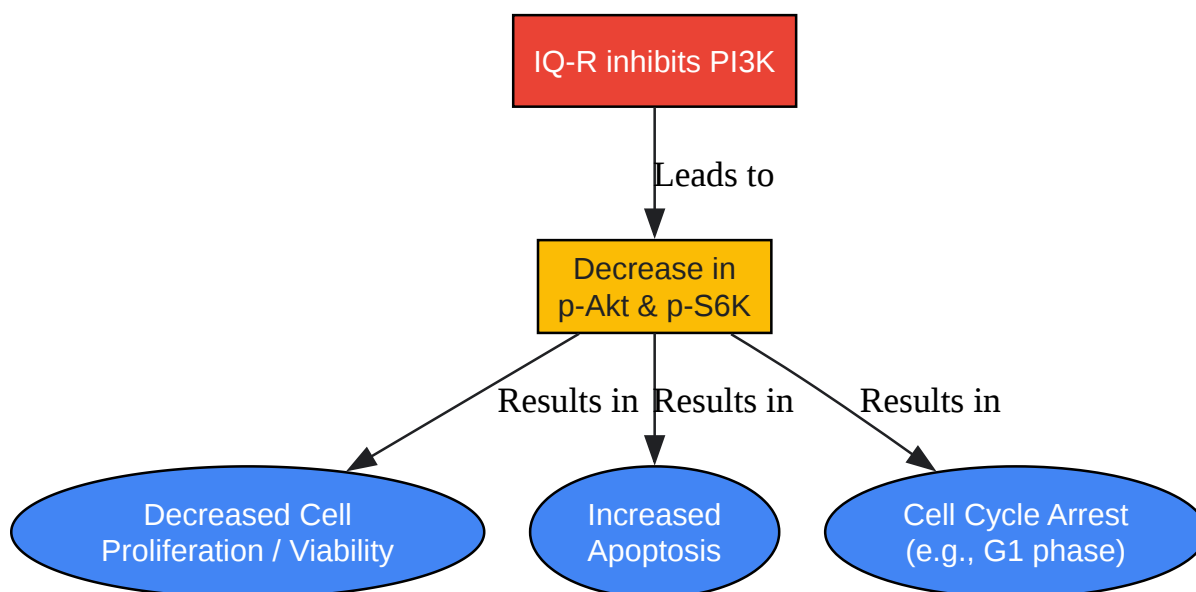 IQ-R inhibits PI3K
Leads to
Decrease in
p-Akt & p-S6K
Results in
Results in
Results in
Decreased Cell
Proliferation / Viability
Increased
Apoptosis
Cell Cycle Arrest
(e.g., G1 phase)